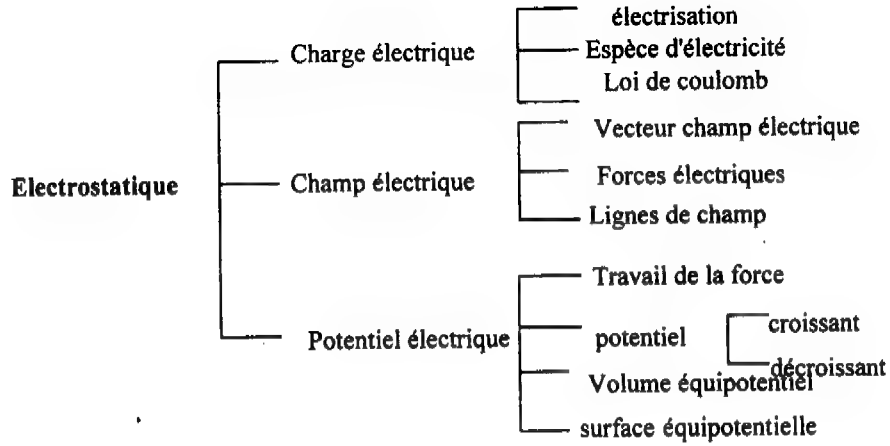 électrisation
Charge électrique
Espèce d'électricité
Loi de coulomb
Vecteur champ électrique
Electrostatique
Champ électrique
Forces électriques
Lignes de champ
Travail de la force
Potentiel électrique
potentiel
croissant
décroissant
Volume équipotentiel
surface équipotentielle